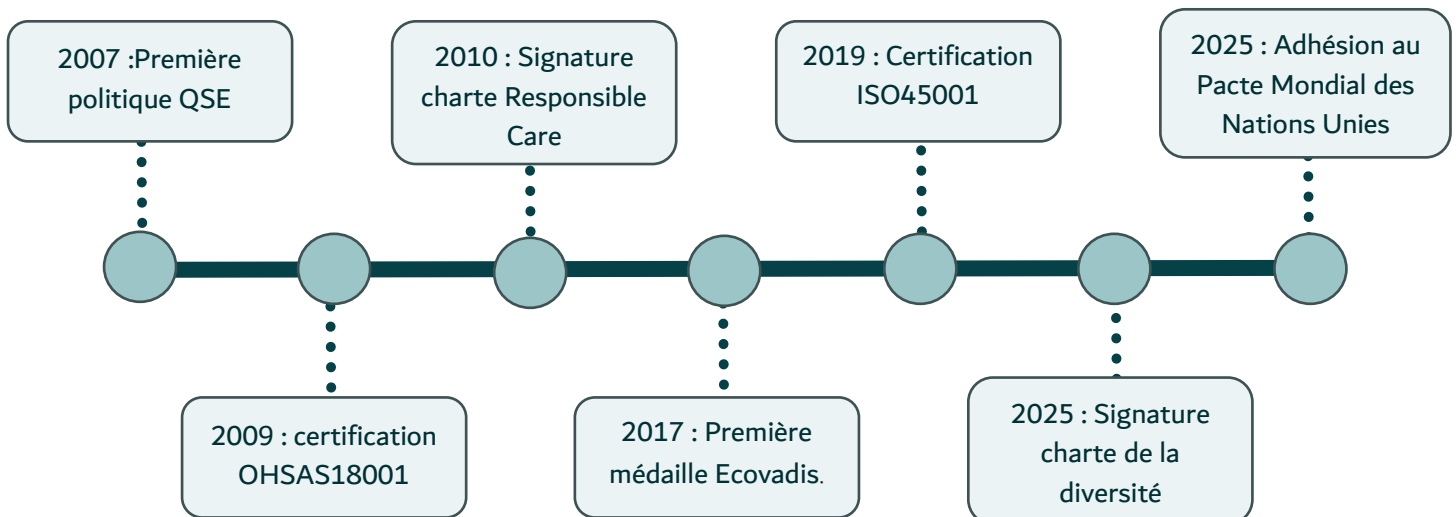 2007 :Première
politique QSE
2009 : certification
OHSAS18001
2010 : Signature
charte Responsible
Care
2017 : Première
médaille Ecovadis.
2019 : Certification
ISO45001
2025 : Signature
charte de la
diversité
2025 : Adhésion au
Pacte Mondial des
Nations Unies